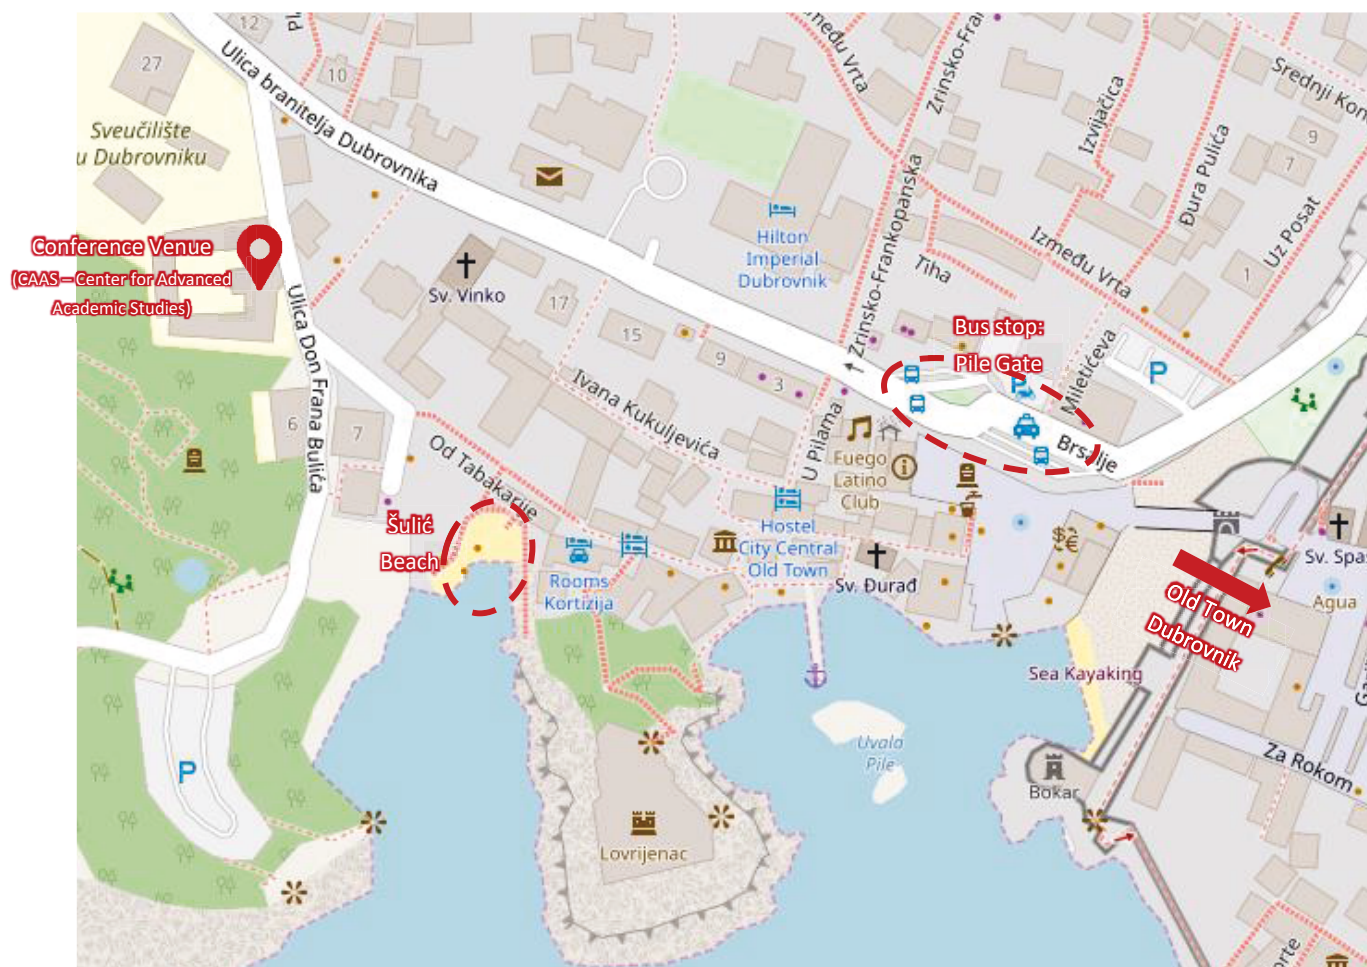 12
Pl
27
10
Ulica branitelja Dubrovnika
Između Vrta
Zrinsko-Fran
Izvijačica
Srednji Kon
9
7
Đura Pulića
Uz Posat
Sveučilište
u Dubrovniku
Zrinsko-Frankopanska
Hilton
Imperial
Dubrovnik
Između Vrta
Tiha
1
Conference Venue
(CAAS – Center for Advanced
Academic Studies)
Sv. Vinko
17
15
9
3
Bus stop:
Pile Gate
P
P
Miletićeva
Ulica Don Frana Bulića
Ivana Kukuljevića
U Pilama
Brsalje
6
7
Od Tabakarije
Fuego
Latino
Club
Šulić
Beach
Hostel
City Central
Old Town
Rooms
Kortizija
Sv. Đurađ
$€
Sv. Spa
Agua
Old Town
Dubrovnik
Sea Kayaking
P
Uvala
Pile
Bokar
Za Rokom
Lovrijenac
orte